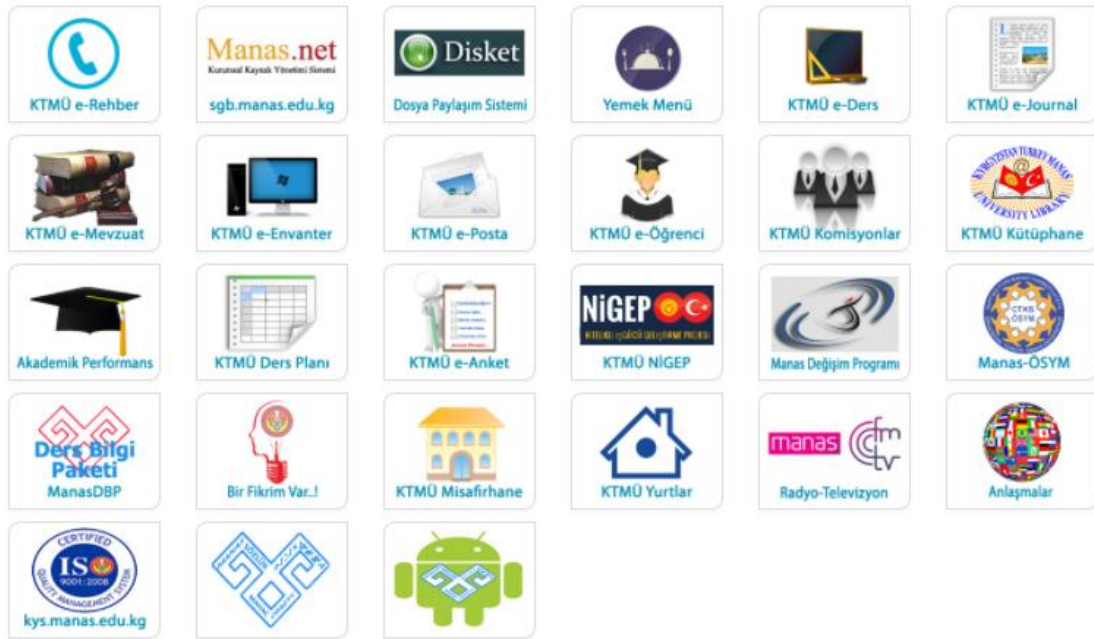 KTMÜ e-Rehber
Manas.net
Kurumsal Kaynak Yönetimi Sistemi
sgb.manas.edu.kg
Disket
Dosya Paylaşım Sistemi
Yemek Menü
KTMÜ e-Ders
KTMÜ e-Journal
KTMÜ e-Mevzuat
KTMÜ e-Envanter
KTMÜ e-Posta
KTMÜ e-Öğrenci
KTMÜ Komisyonlar
KYRGYZSTAN TURKEY MANAS
UNIVERSITY LIBRARY
@
KTMÜ Kütüphane
Akademik Performans
KTMÜ Ders Planı
KTMÜ e-Anket
NiGEP
KTMÜ NİGEP
Manas Değişim Programı
ÖSYM
Manas-ÖSYM
Ders Bilgi
Paketi
ManasDBP
Bir Fikrim Var..!
KTMÜ Misafirhane
KTMÜ Yurtlar
manas
fm
tv
Radyo-Televizyon
Anlaşmalar
CERTIFIED
ISO
9001:2008
QUALITY MANAGEMENT SYSTEM
kys.manas.edu.kg